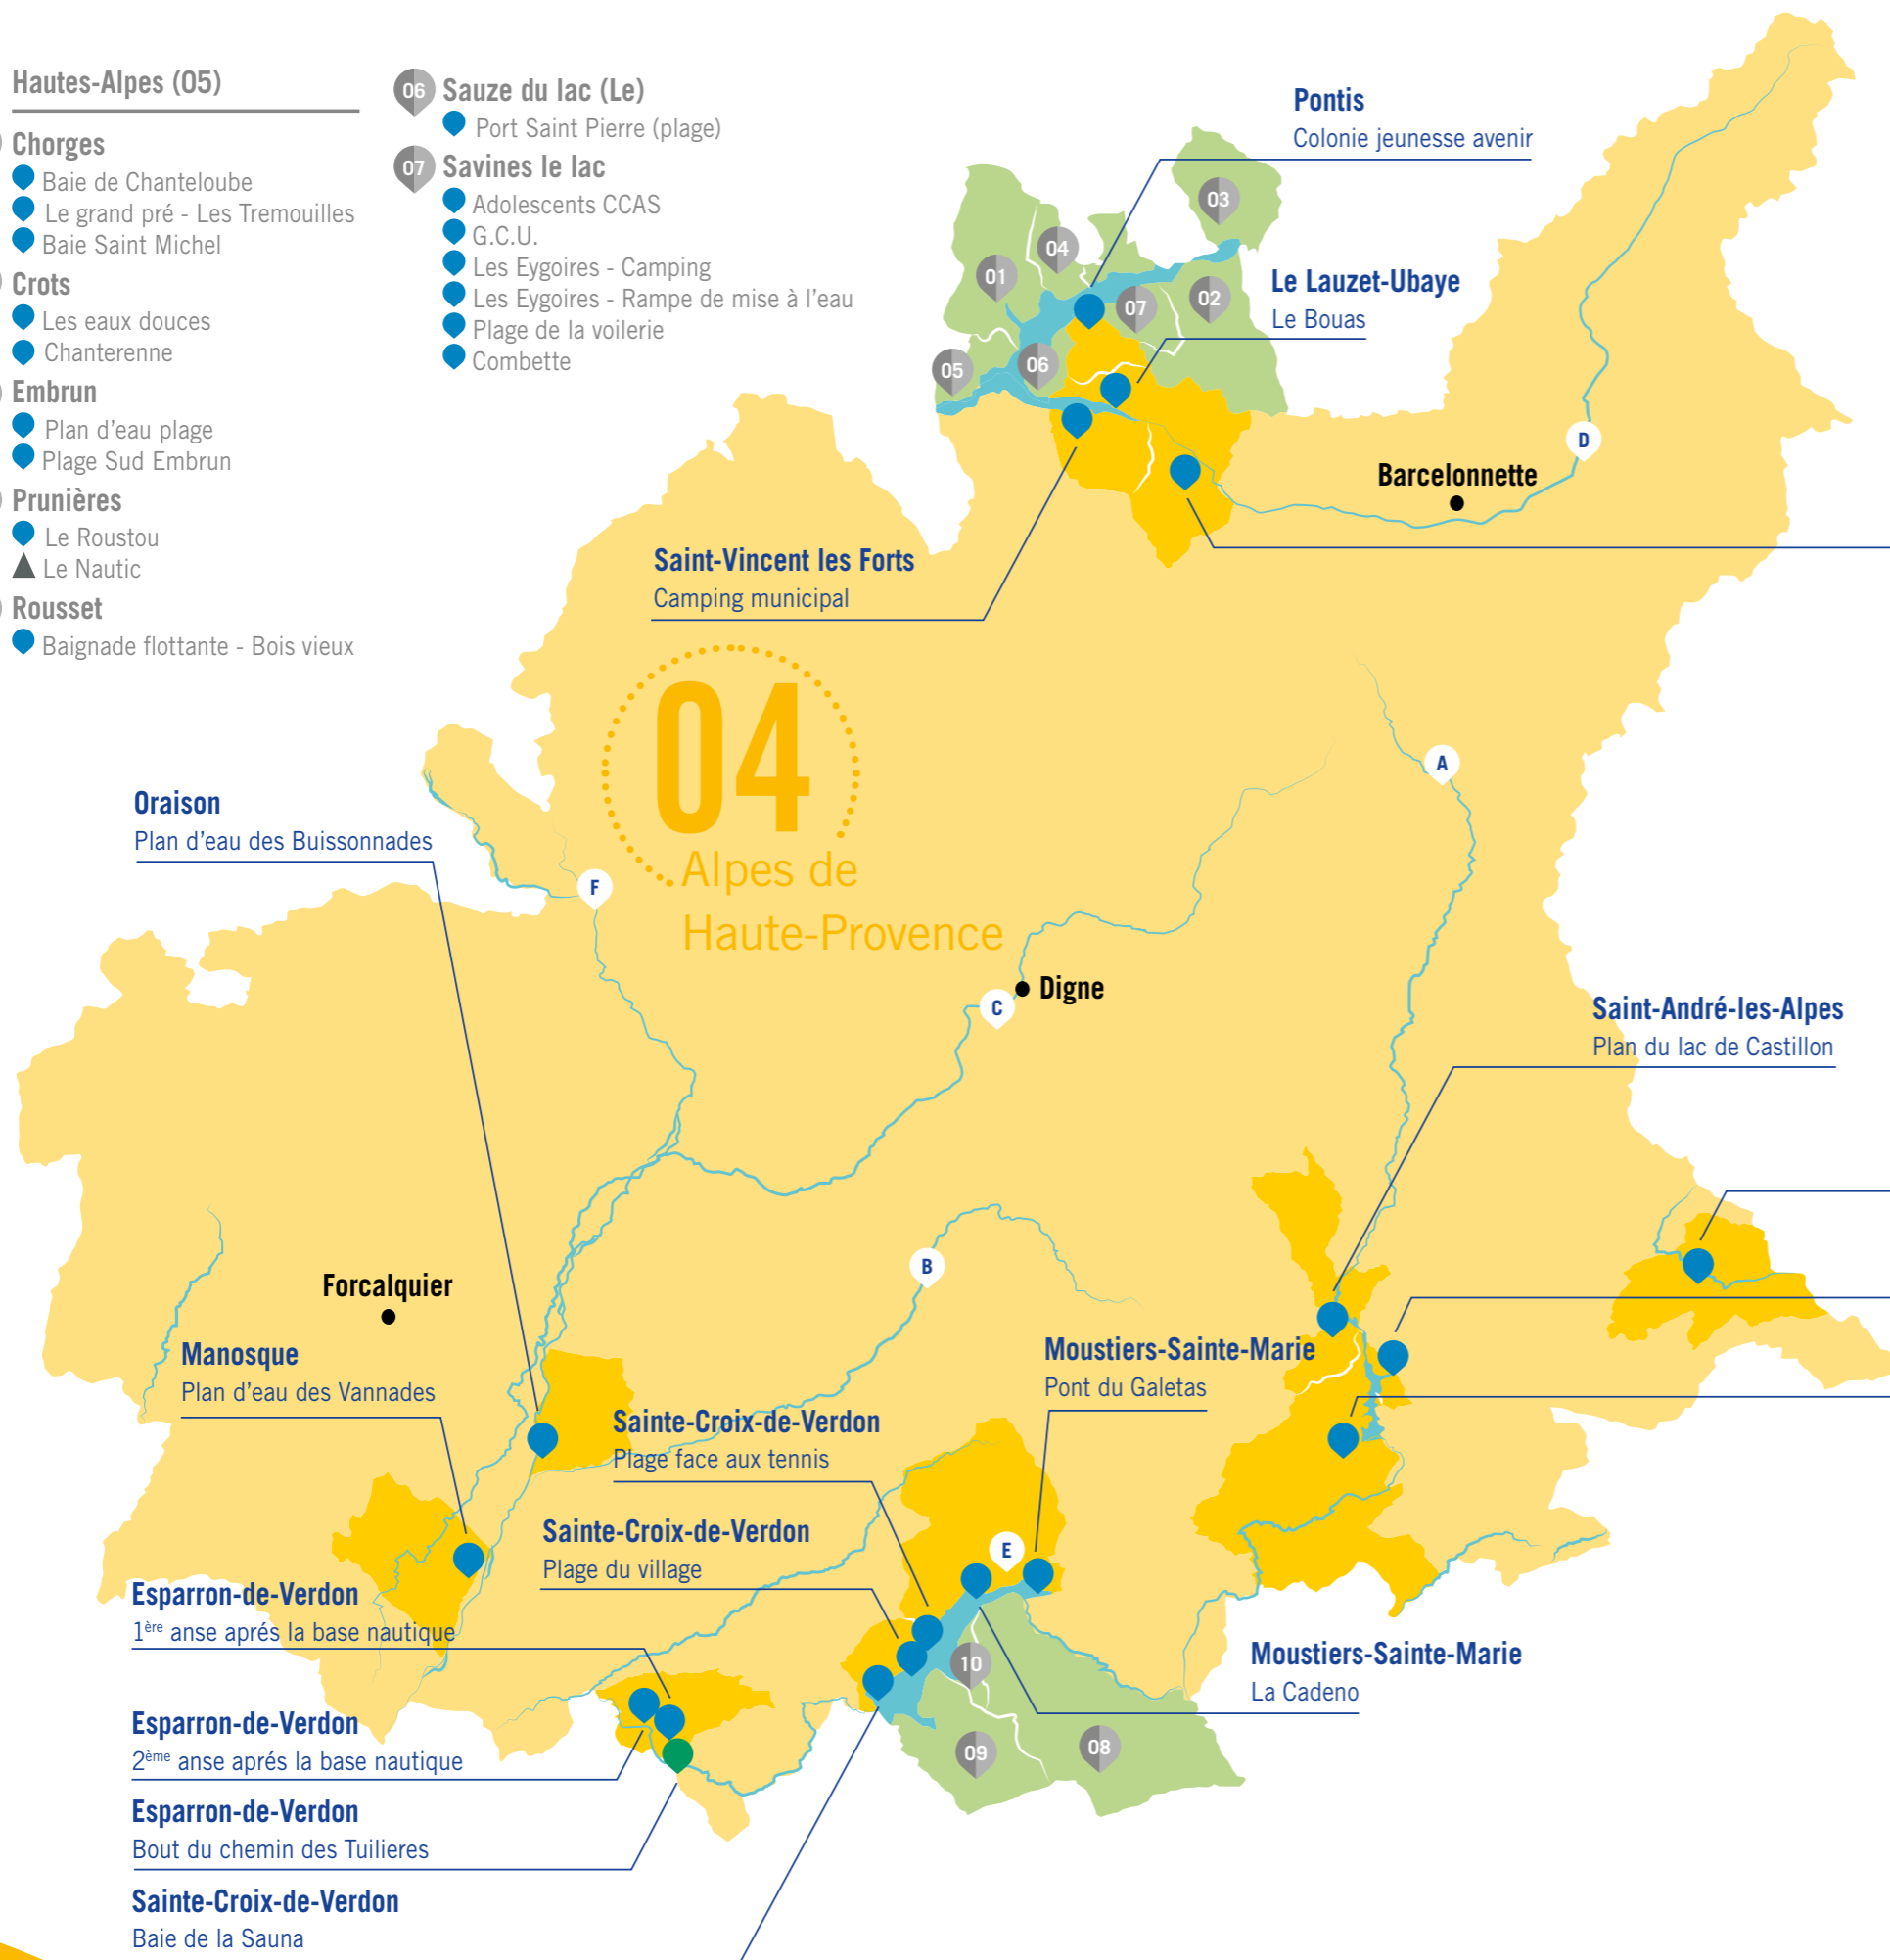 Hautes-Alpes (05)
Chorges
Baie de Chanteloube
Le grand pré - Les Tremouilles
Baie Saint Michel
Crots
Les eaux douces
Chanterenne
Embrun
Plan d'eau plage
Plage Sud Embrun
Prunières
Le Roustou
Le Nautic
Rousset
Baignade flottante - Bois vieux
06 Sauze du lac (Le)
Port Saint Pierre (plage)
07 Savines le lac
Adolescents CCAS
G.C.U.
Les Eygoires - Camping
Les Eygoires - Rampe de mise à l'eau
Plage de la voilerie
Combette
Pontis
Colonie jeunesse avenir
03
04
01
02
07
05
06
Le Lauzet-Ubaye
Le Bouas
D
Barcelonnette
Saint-Vincent les Forts
Camping municipal
04
Alpes de
Haute-Provence
A
Oraison
Plan d'eau des Buissonnades
F
Digne
C
Saint-André-les-Alpes
Plan du lac de Castillon
B
Forcalquier
Manosque
Plan d'eau des Vannades
Moustiers-Sainte-Marie
Pont du Galetas
Sainte-Croix-de-Verdon
Plage face aux tennis
Sainte-Croix-de-Verdon
Plage du village
E
Esparron-de-Verdon
1ère anse aprés la base nautique
10
Moustiers-Sainte-Marie
La Cadeno
Esparron-de-Verdon
2ème anse aprés la base nautique
09
08
Esparron-de-Verdon
Bout du chemin des Tuilieres
Sainte-Croix-de-Verdon
Baie de la Sauna